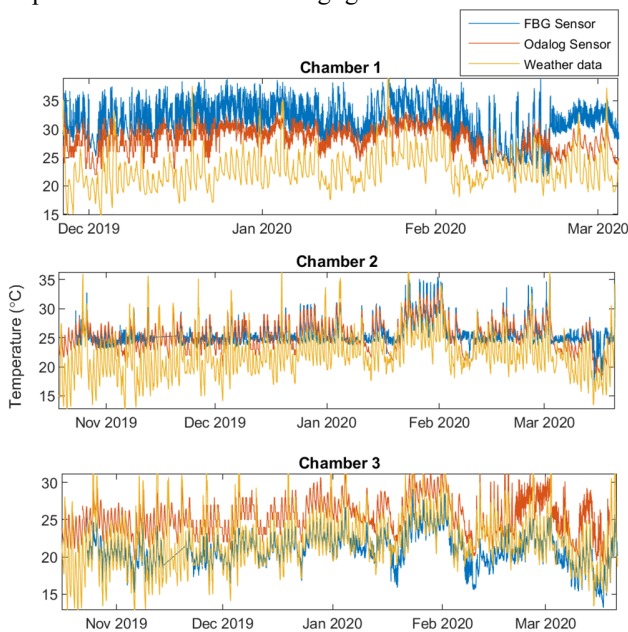 FBG Sensor
Odalog Sensor
Weather data
Chamber 1
35
30
25
20
15
Dec 2019 Jan 2020 Feb 2020 Mar 2020
Chamber 2
Temperature (°C)
35
30
25
20
15
Nov 2019 Dec 2019 Jan 2020 Feb 2020 Mar 2020
Chamber 3
30
25
20
15
Nov 2019 Dec 2019 Jan 2020 Feb 2020 Mar 2020